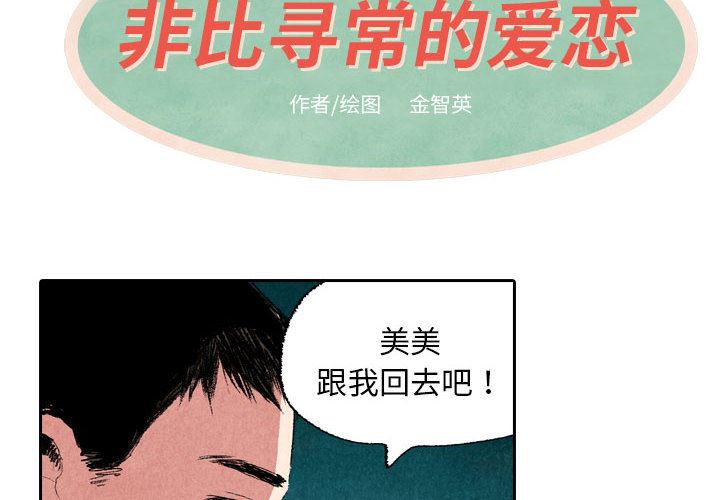 非比寻常的爱恋
作者/绘图 金智英
美美
跟我回去吧！